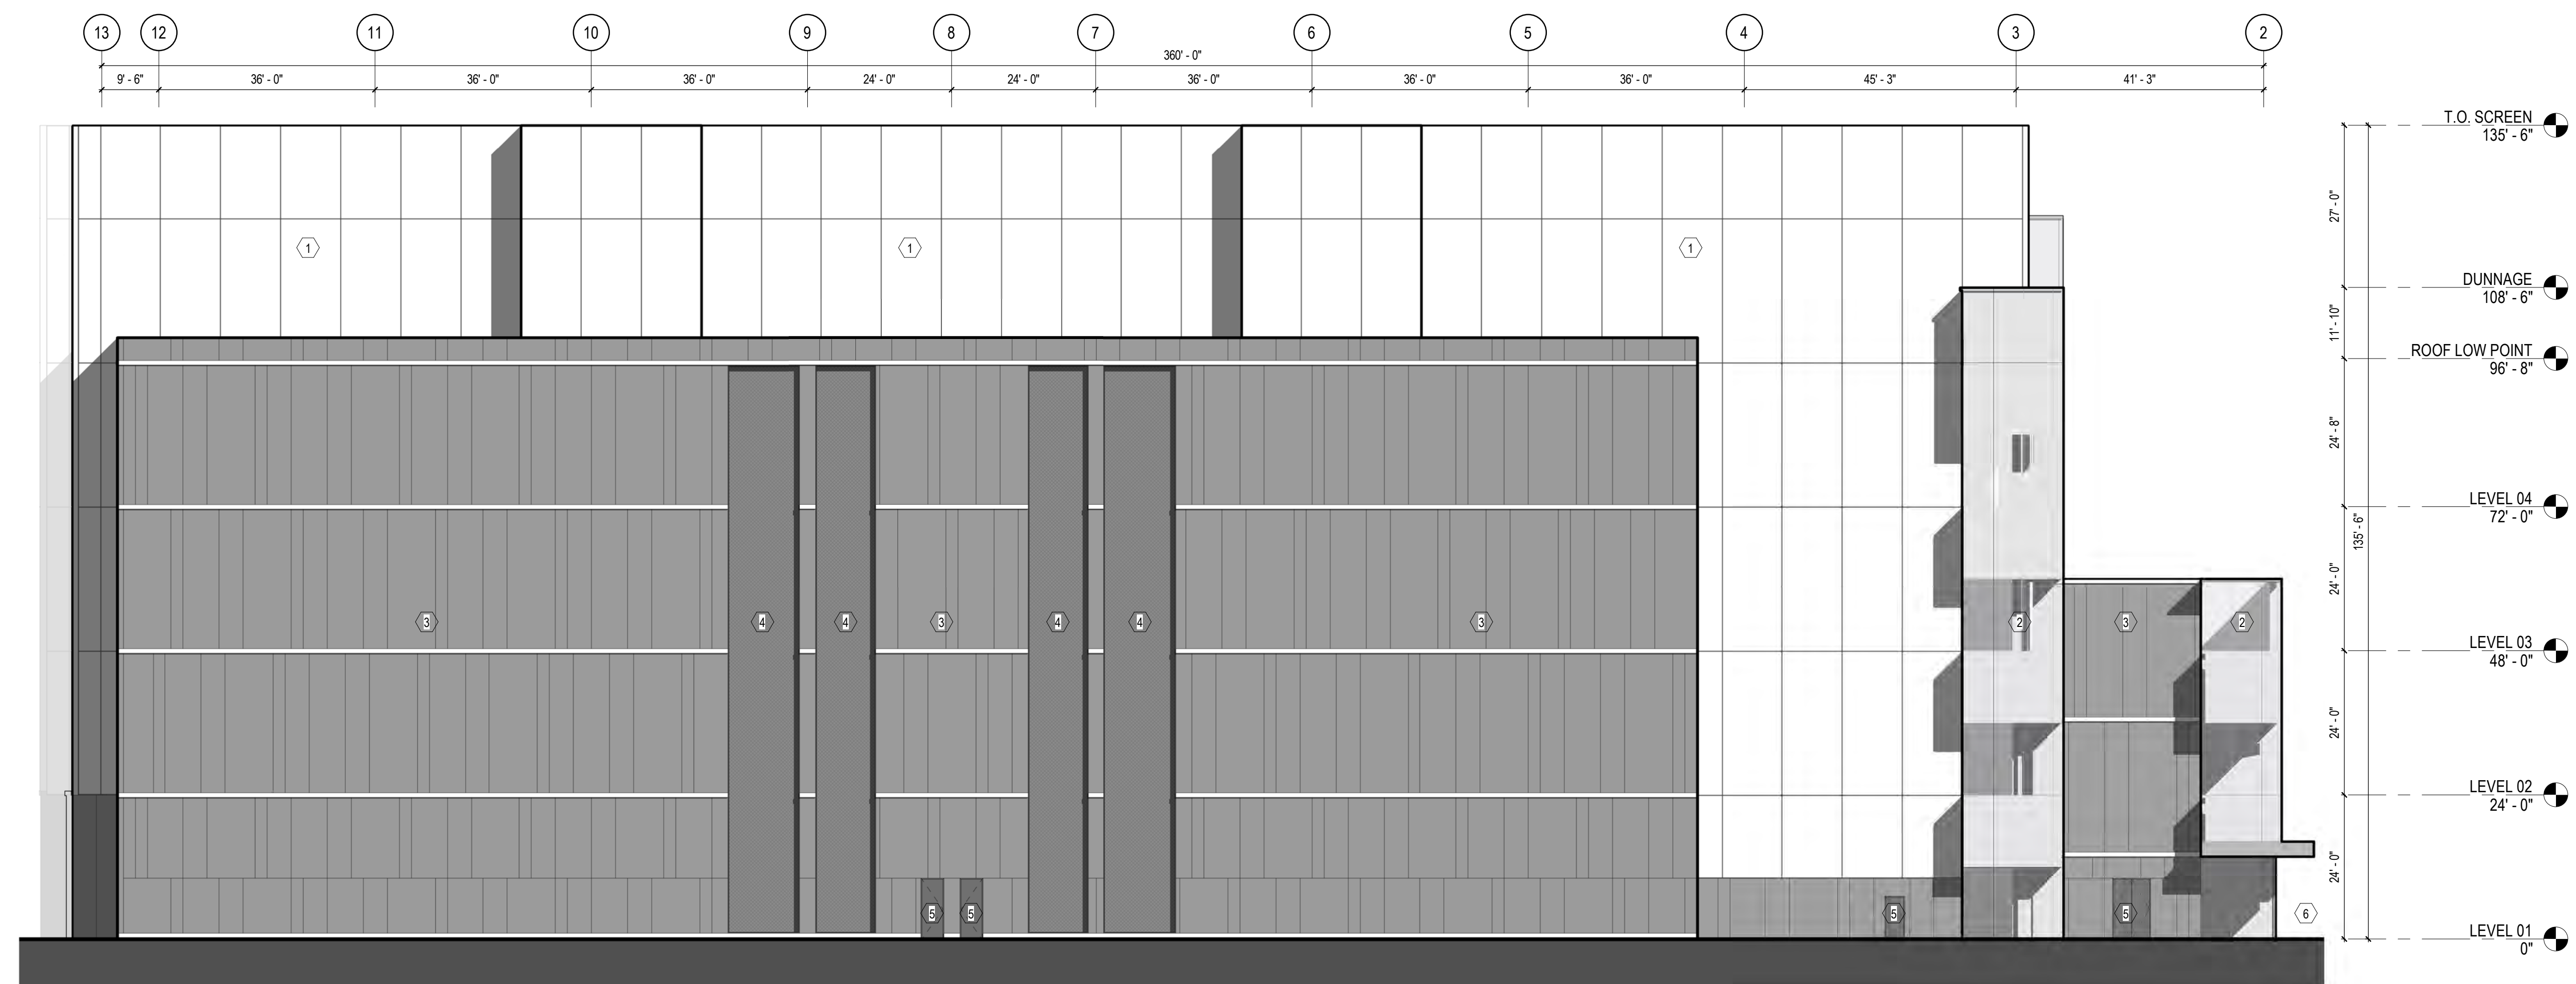 13 12 11 10 9 8 7 6 5 4 3 2
360' - 0"
9' - 6" 36' - 0" 36' - 0" 36' - 0" 24' - 0" 24' - 0" 36' - 0" 36' - 0" 36' - 0" 45' - 3" 41' - 3"
T.O. SCREEN
135' - 6"
27' - 0"
1 1 1
DUNNAGE
108' - 6"
11' - 10"
ROOF LOW POINT
96' - 8"
24' - 8"
LEVEL 04
72' - 0"
135' - 6"
24' - 0"
3 4 4 3 4 4 3 2 3 2
LEVEL 03
48' - 0"
24' - 0"
LEVEL 02
24' - 0"
24' - 0"
5 5 5 5 6
LEVEL 01
0"